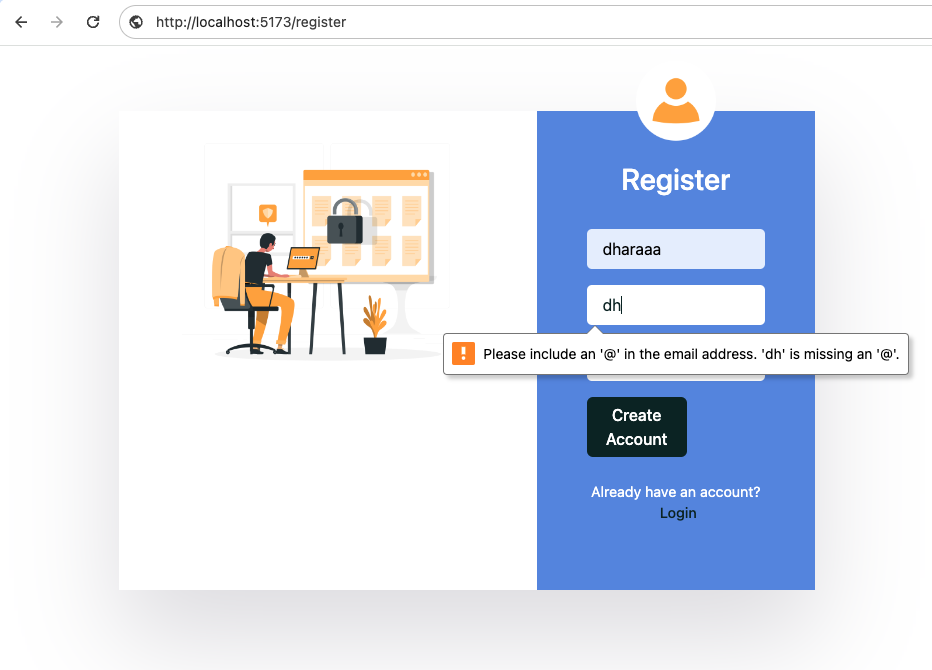 http://localhost:5173/register
Register
dharaaa
dh
Please include an '@' in the email address. 'dh' is missing an '@'.
Create
Account
Already have an account?
Login